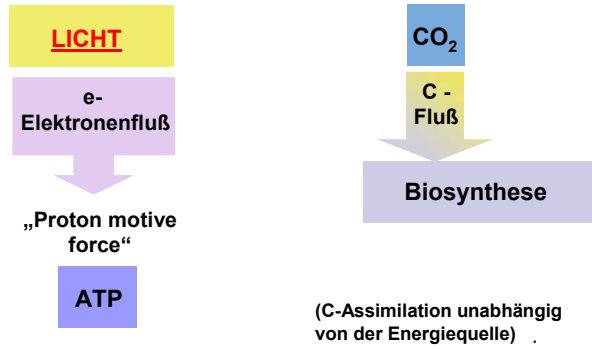 LICHT
e-
Elektronenfluß
„Proton motive
force“
ATP
CO₂
C -
Fluß
Biosynthese
(C-Assimilation unabhängig
von der Energiequelle) .